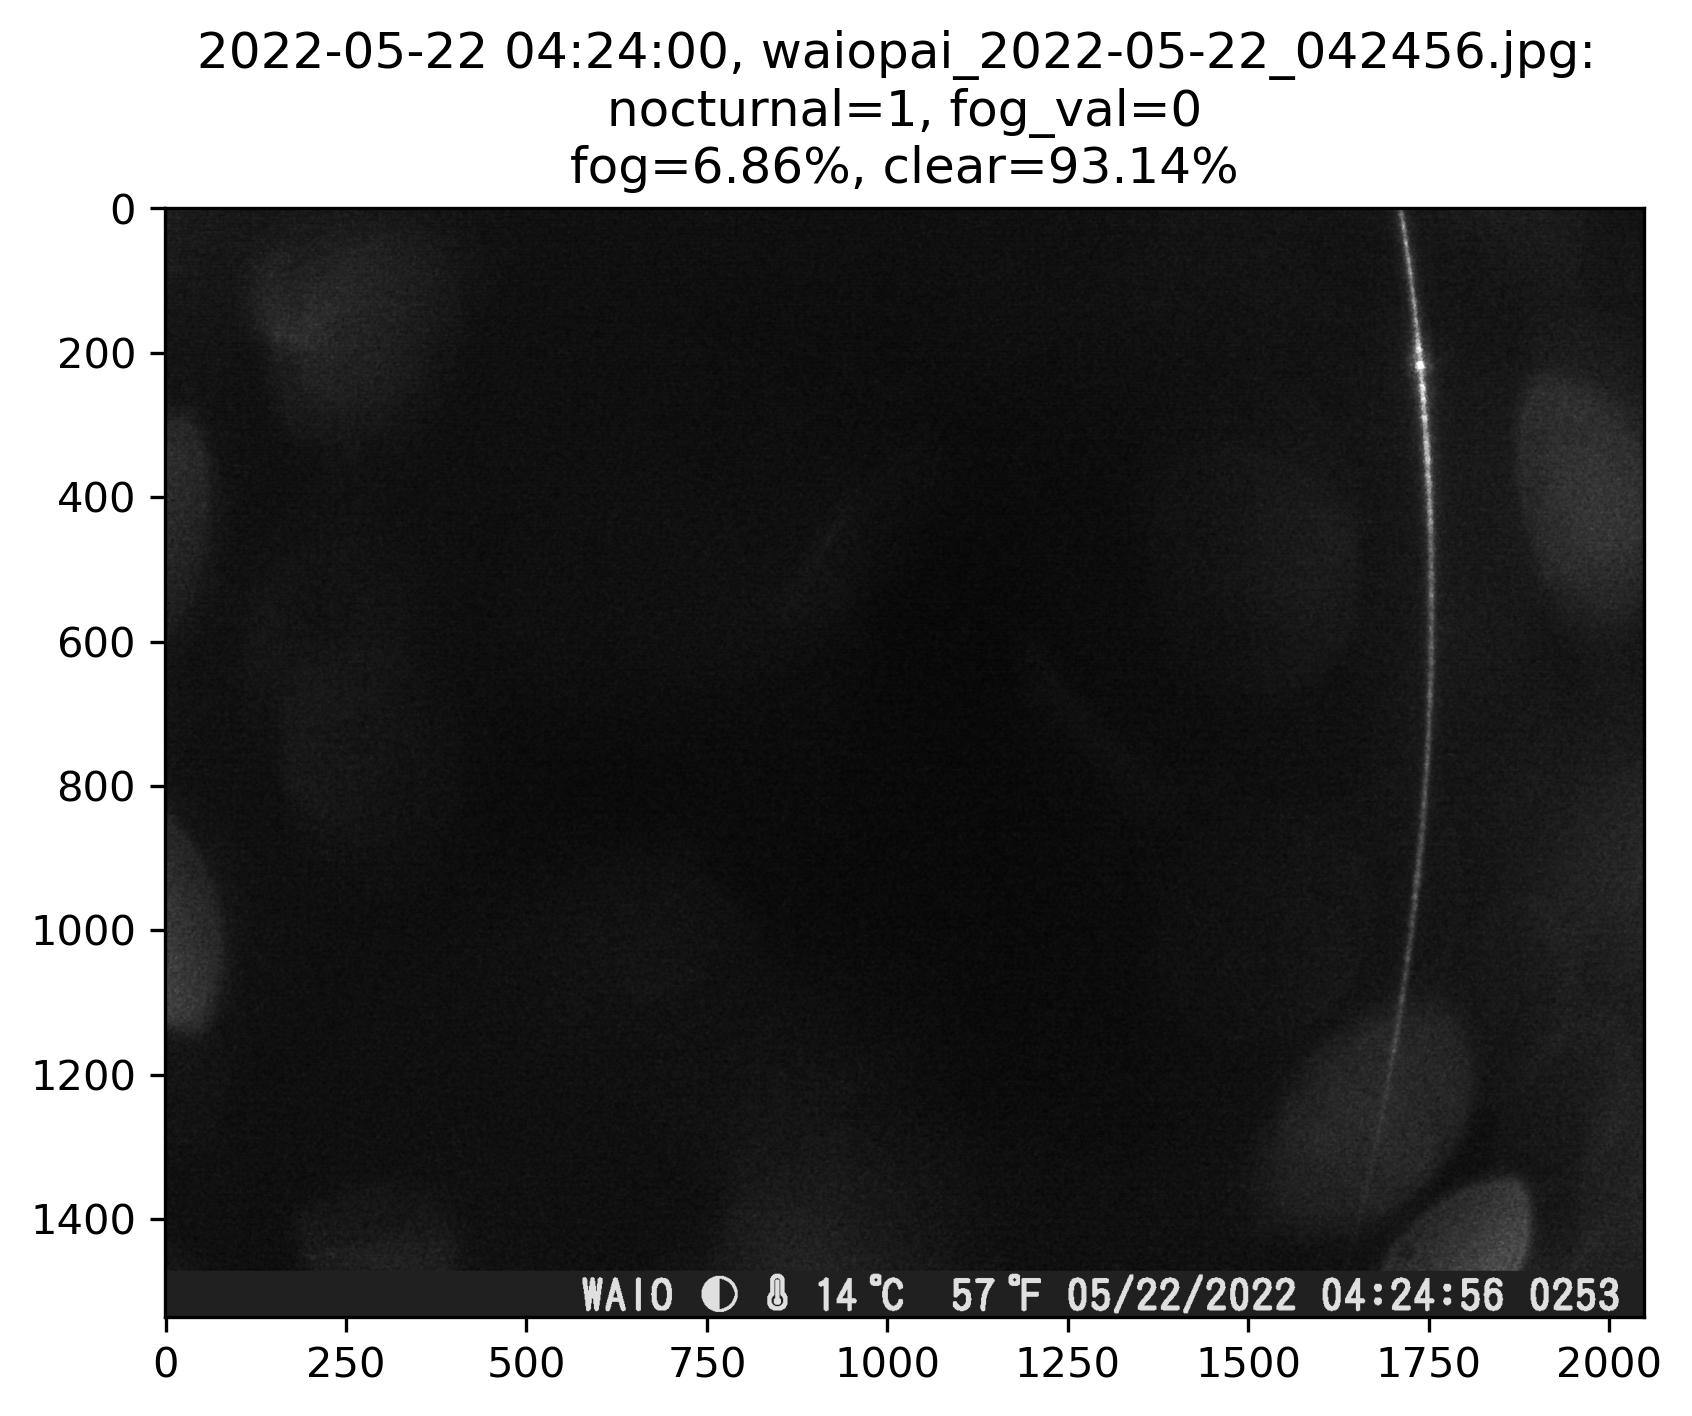 2022-05-22 04:24:00, waiopai_2022-05-22_042456.jpg:
nocturnal=1, fog_val=0
fog=6.86%, clear=93.14%
0
200
400
600
800
1000
1200
1400
WAIO 14°C 57°F 05/22/2022 04:24:56 0253
0 250 500 750 1000 1250 1500 1750 2000